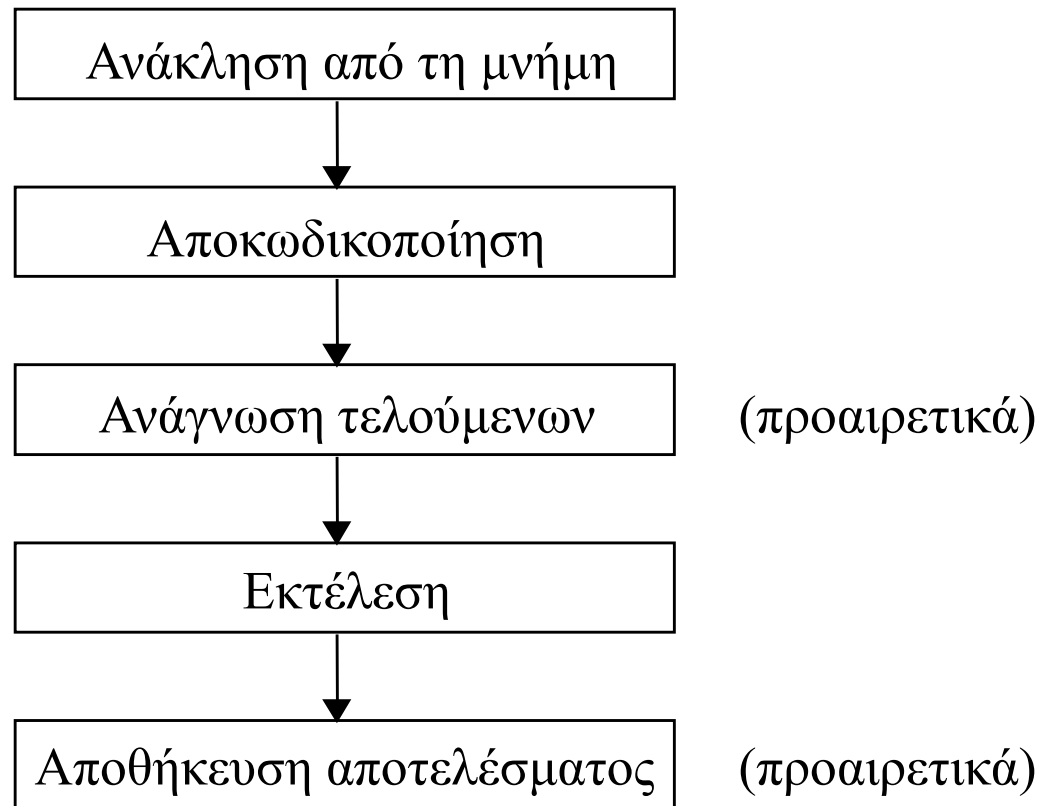 Ανάκληση από τη μνήμη
Αποκωδικοποίηση
Ανάγνωση τελούμενων (προαιρετικά)
Εκτέλεση
Αποθήκευση αποτελέσματος (προαιρετικά)